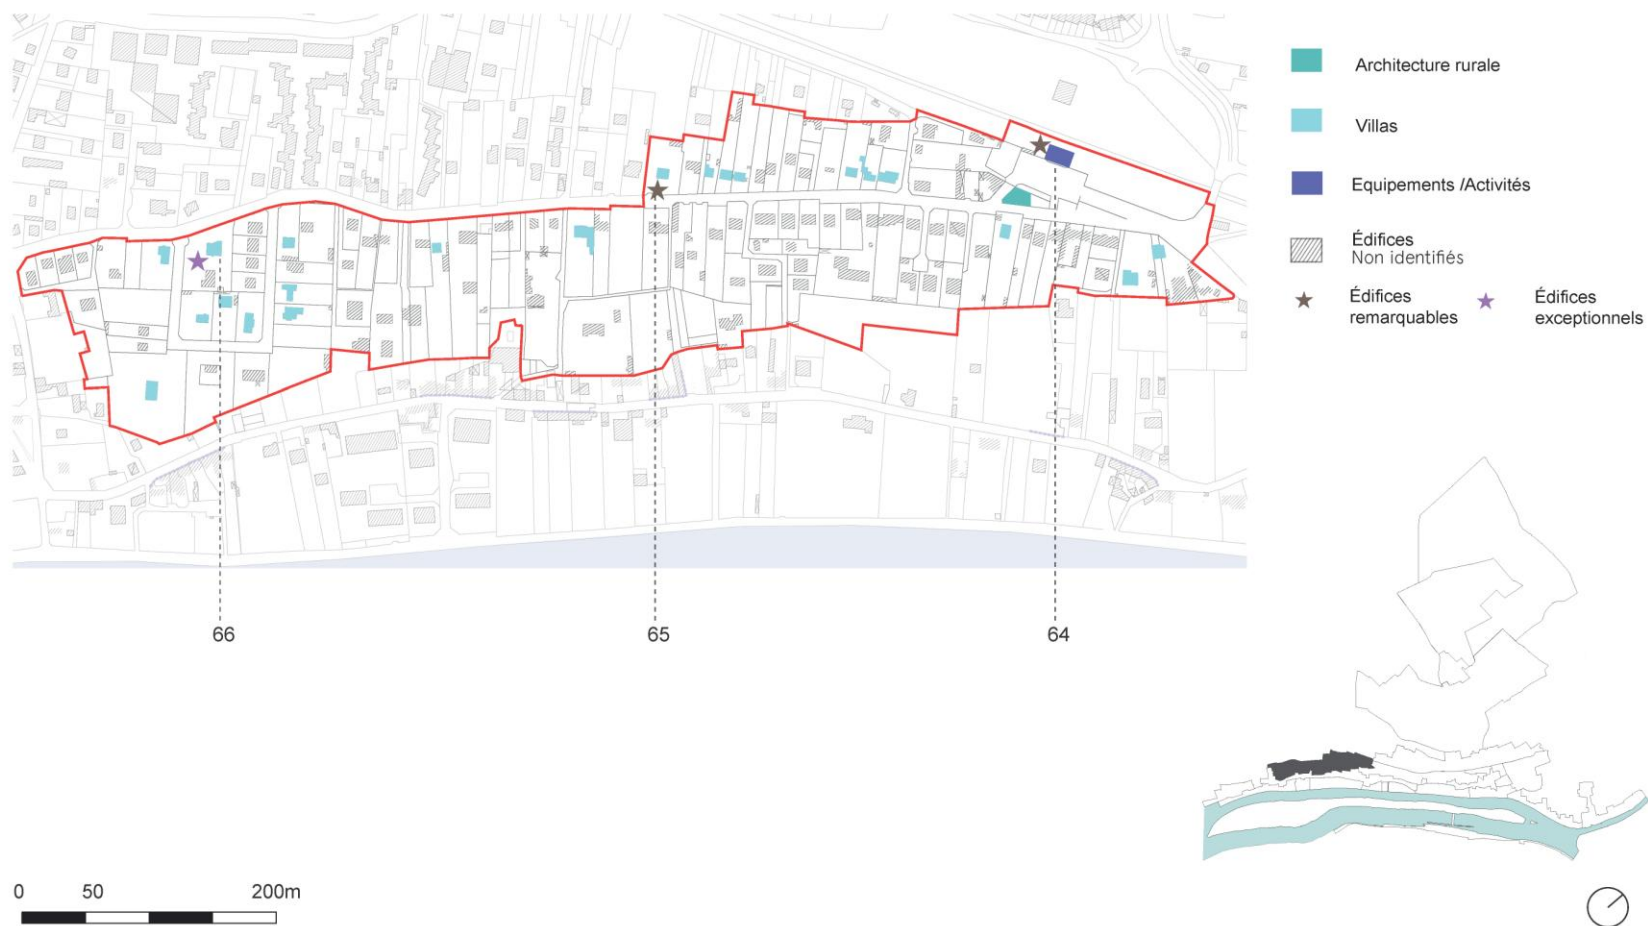 Architecture rurale
Villas
Equipements /Activités
Édifices
Non identifiés
Édifices
remarquables
Édifices
exceptionnels
66
65
64
0 50 200m